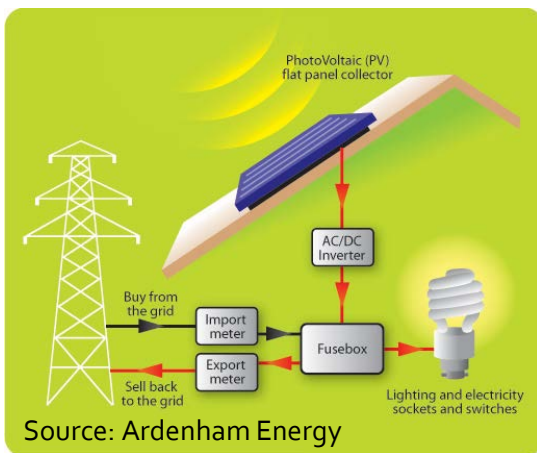 PhotoVoltaic (PV)
flat panel collector
AC/DC
Inverter
Buy from
the grid
Import
meter
Fusebox
Export
meter
Sell back
to the grid
Lighting and electricity
sockets and switches
Source: Ardenham Energy